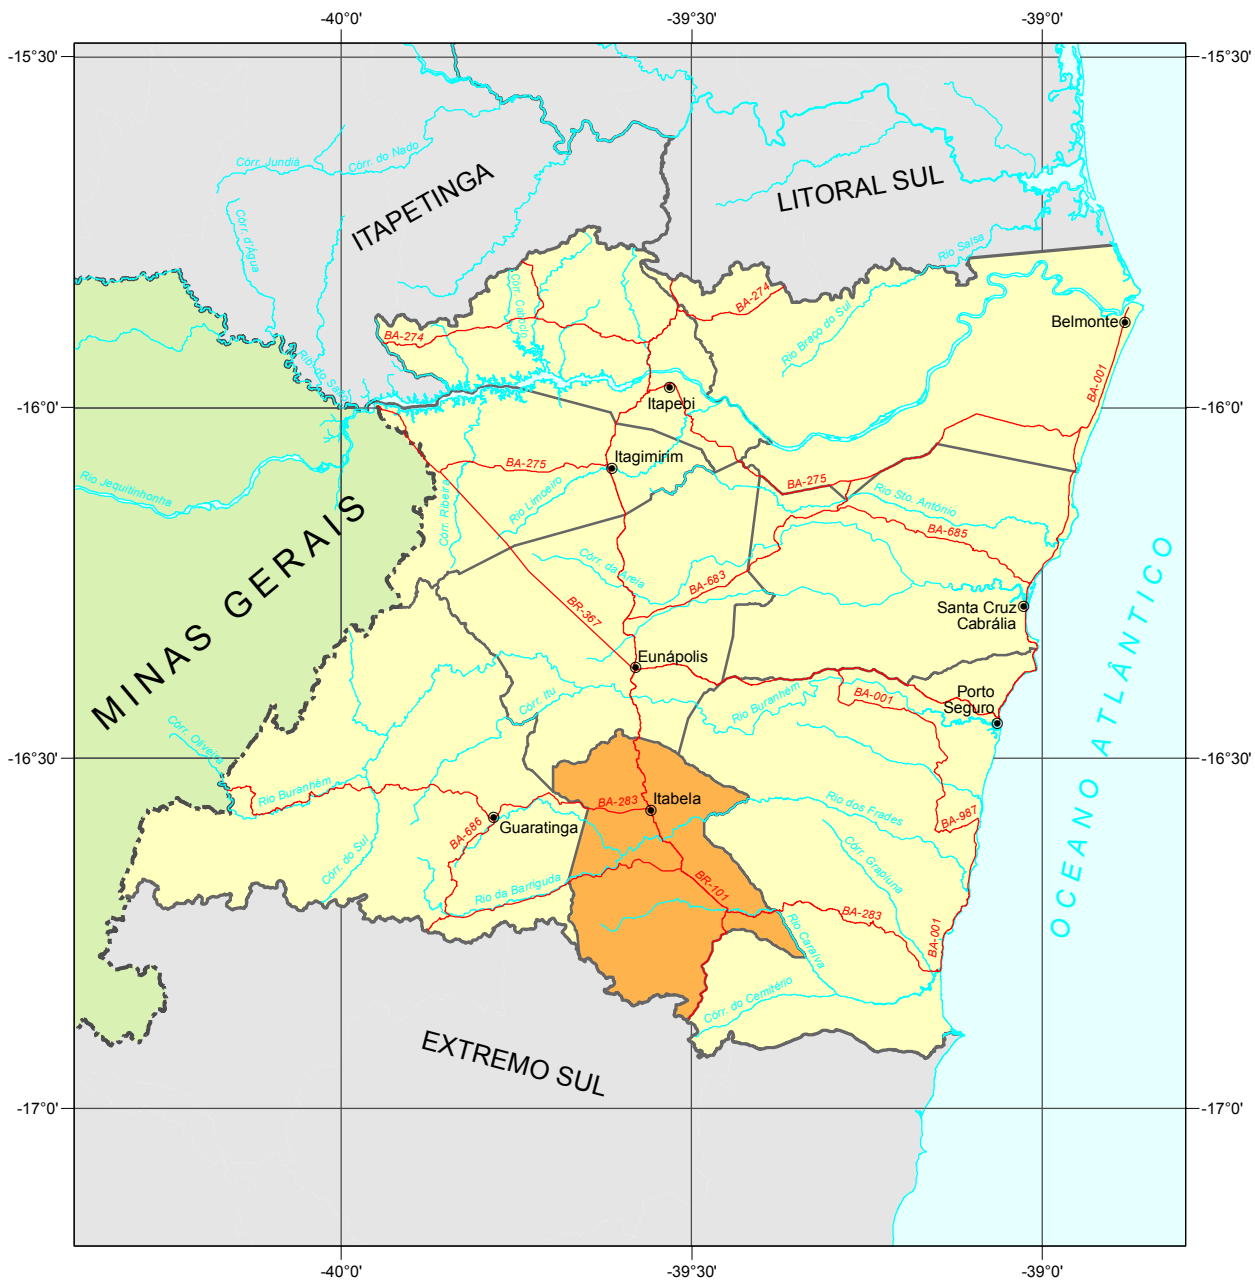 -40°0'
-39°30'
-39°0'
-15°30'
-15°30'
Córr. Jundiá
Córr. do Nado
ITAPETINGA
LITORAL SUL
Córr. d'Água
Rio Salsa
Córr. Cabrido
BA-274
BA-274
Rio Braço do Sul
Belmonte
Rib. do Salto
BA-001
Itapebi
-16°0'
-16°0'
Itagimirim
BA-275
BA-275
Rio Jequitinhonha
Rio Limoeiro
Córr. Ribeira
Rio Sto. Antônio
BA-685
MINAS GERAIS
Córr. da Areia
BA-683
BR-367
Santa Cruz
Cabrália
OCEANO ATLÂNTICO
Eunápolis
Córr. Itu
Rio Buranhém
BA-001
Porto
Seguro
Córr. Oliveira
-16°30'
-16°30'
Rio Buranhém
BA-283
Itabela
Rio dos Frades
BA-987
BA-686
Guaratinga
Córr. do Sul
Córr. Grapiúna
Rio da Barriguda
BR-101
BA-283
Rio Caraíva
BA-001
Córr. do Cemitério
EXTREMO SUL
-17°0'
-17°0'
-40°0'
-39°30'
-39°0'